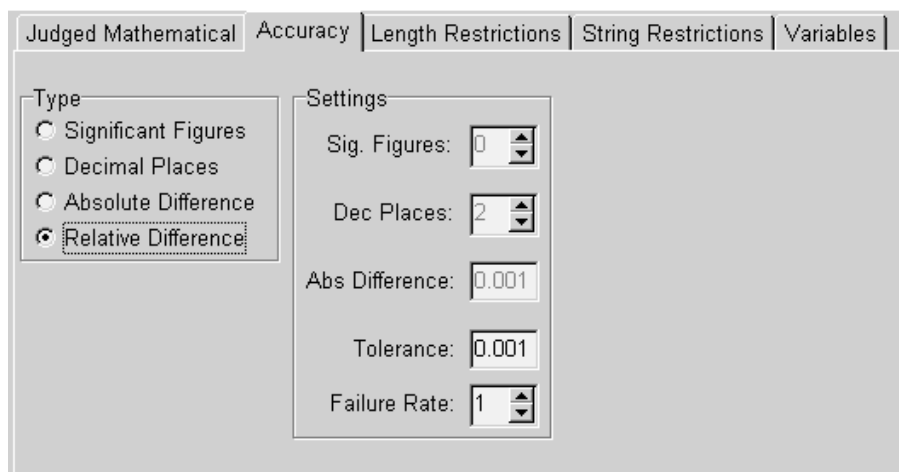 Judged Mathematical Accuracy Length Restrictions String Restrictions Variables
Type
Significant Figures
Decimal Places
Absolute Difference
Relative Difference
Settings
Sig. Figures: 0
Dec Places: 2
Abs Difference: 0.001
Tolerance: 0.001
Failure Rate: 1